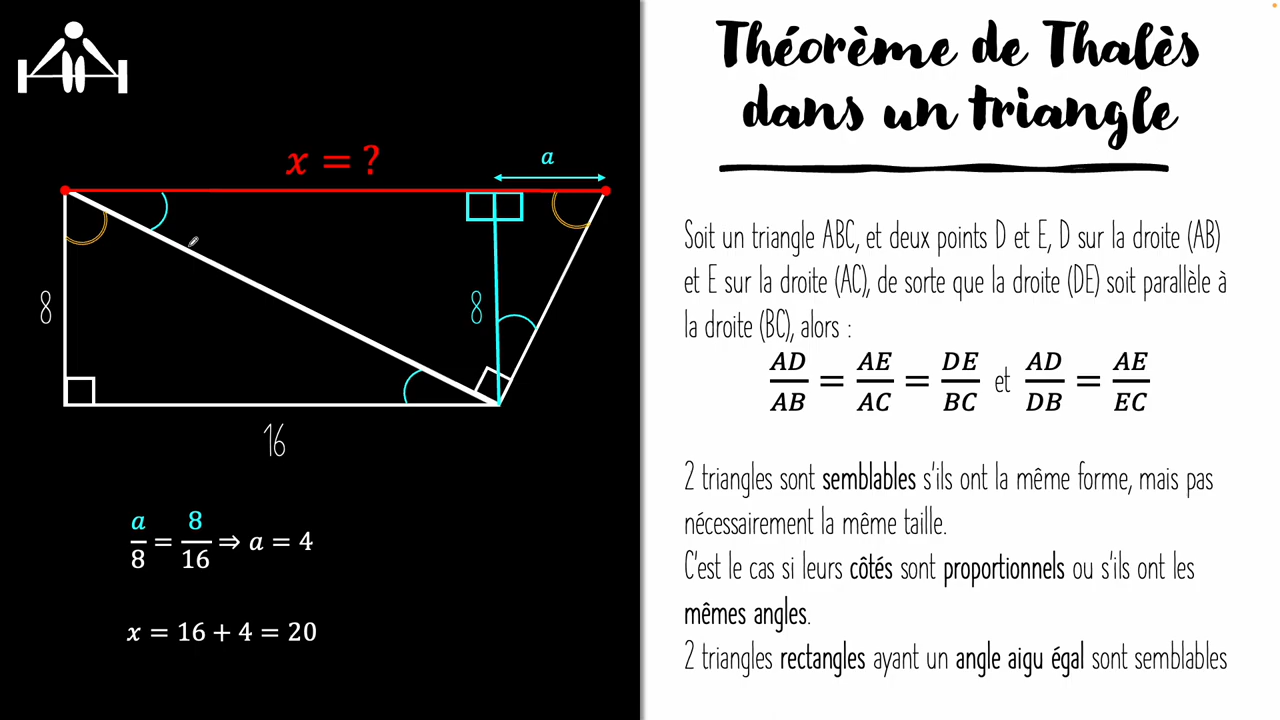 x = ?
a
8
8
16
a/8 = 8/16 ⇒ a = 4
x = 16 + 4 = 20
Théorème de Thalès
dans un triangle
Soit un triangle ABC, et deux points D et E, D sur la droite (AB)
et E sur la droite (AC), de sorte que la droite (DE) soit parallèle à
la droite (BC), alors :
AD/AB = AE/AC = DE/BC et AD/DB = AE/EC
2 triangles sont semblables s'ils ont la même forme, mais pas
nécessairement la même taille.
C'est le cas si leurs côtés sont proportionnels ou s'ils ont les
mêmes angles.
2 triangles rectangles ayant un angle aigu égal sont semblables